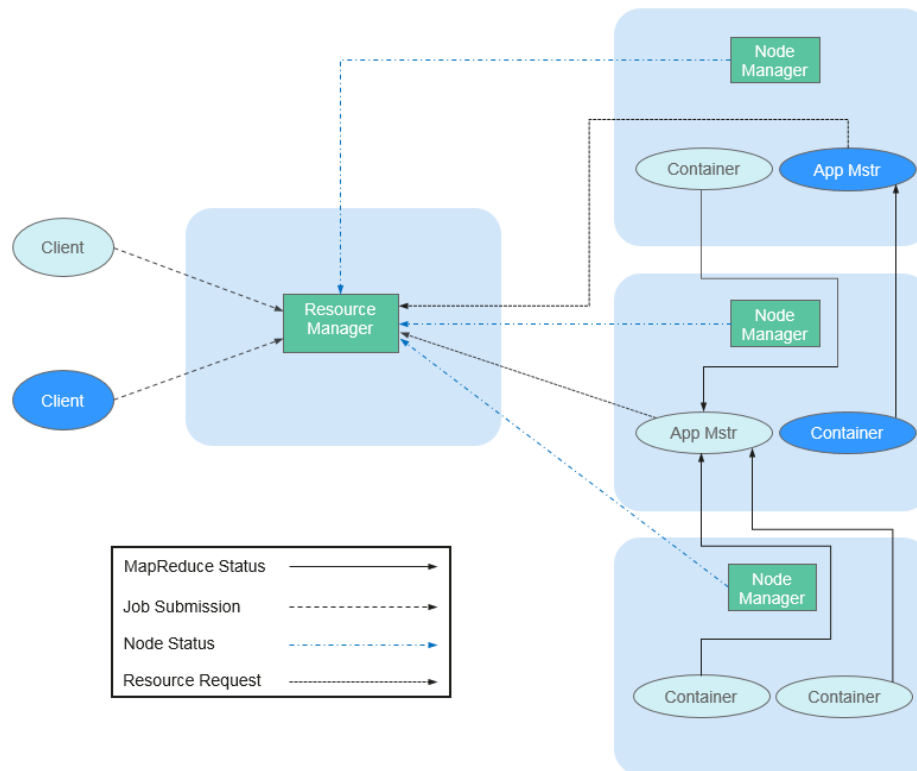 Node
Manager
Container
App Mstr
Client
Resource
Manager
Node
Manager
Client
App Mstr
Container
MapReduce Status
Job Submission
Node Status
Resource Request
Node
Manager
Container
Container